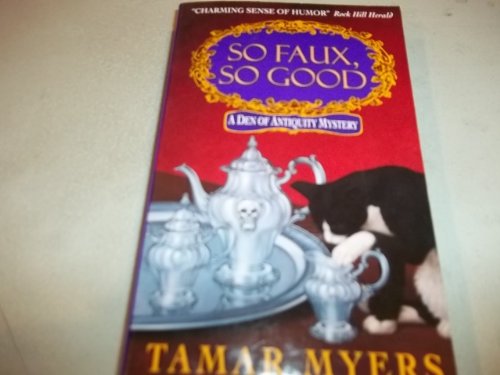 "CHARMING SENSE OF HUMOR" Rock Hill Herald
SO FAUX,
SO GOOD
A DEN OF ANTIQUITY MYSTERY
TAMAR MYERS